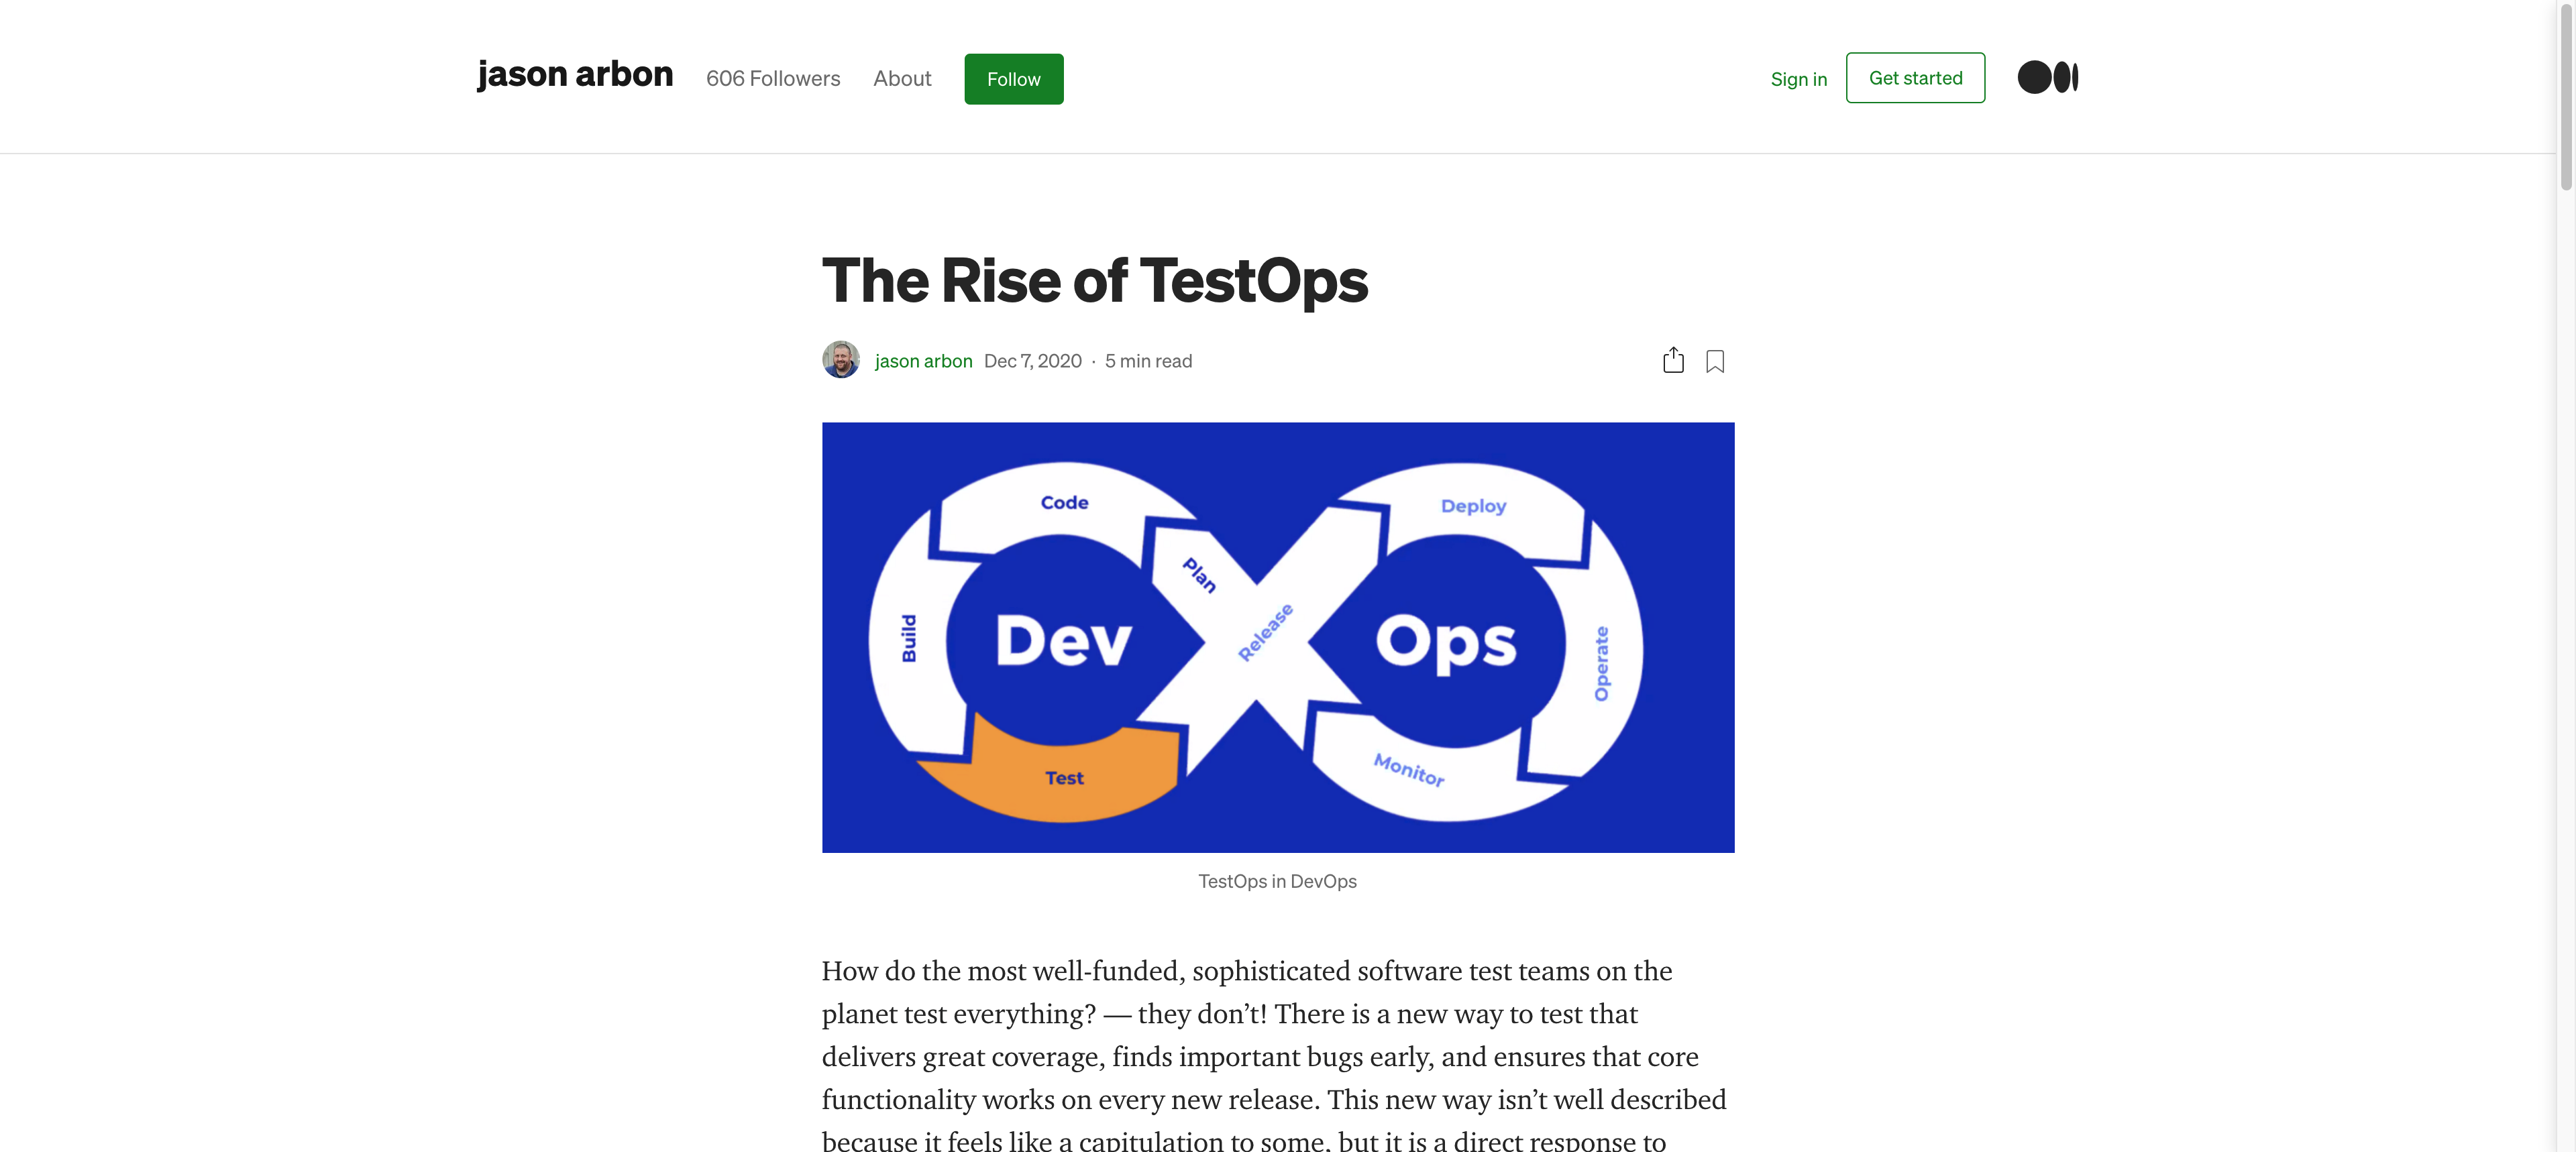 jason arbon 606 Followers About Follow Sign in Get started
The Rise of TestOps
jason arbon Dec 7, 2020 · 5 min read
Code
Plan
Build
Dev
Test
Release
Deploy
Ops
Operate
Monitor
TestOps in DevOps
How do the most well-funded, sophisticated software test teams on the
planet test everything? — they don’t! There is a new way to test that
delivers great coverage, finds important bugs early, and ensures that core
functionality works on every new release. This new way isn’t well described
because it feels like a capitulation to some, but it is a direct response to